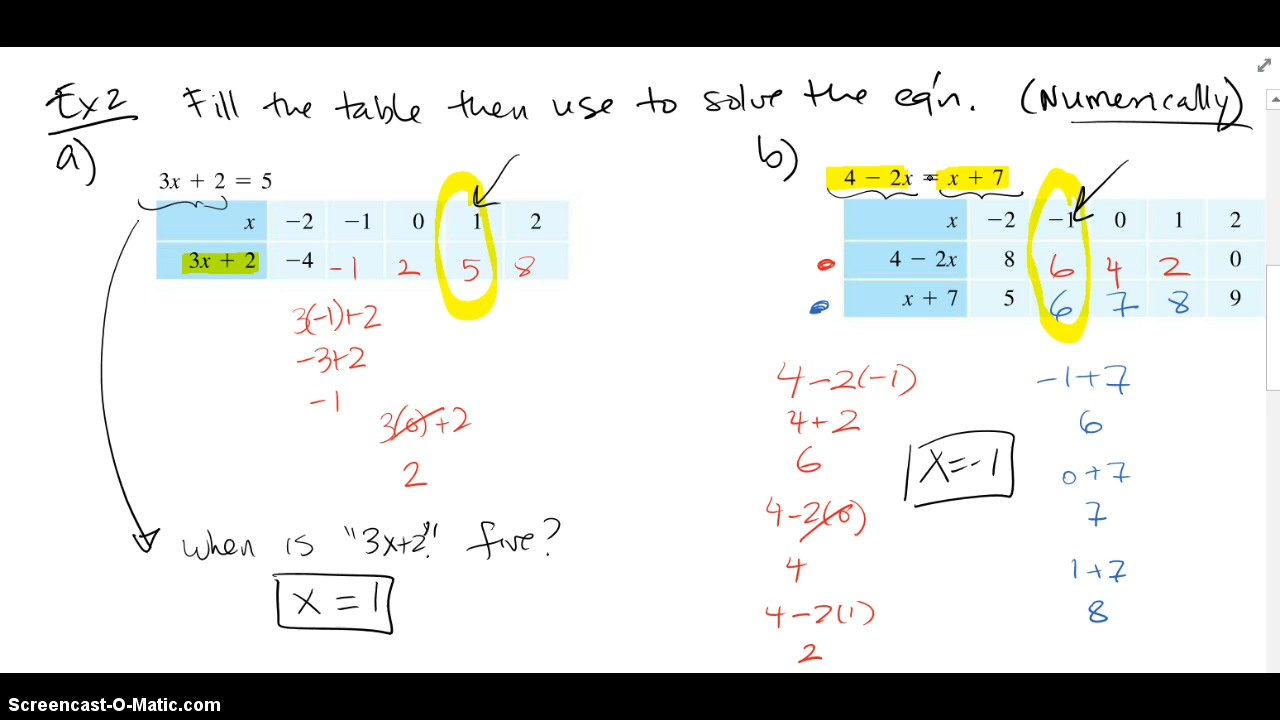 Ex2 Fill the table then use to solve the eq'n. (Numerically)
a)
3x + 2 = 5
x −2 −1 0 1 2
3x + 2 −4 -1 2 5 8
3(-1)+2
-3+2
-1
3(0)+2
2
when is "3x+2" five?
x = 1
b)
4 − 2x = x + 7
x −2 −1 0 1 2
4 − 2x 8 6 4 2 0
x + 7 5 6 7 8 9
4-2(-1)
4+2
6
4-2(0)
4
4-2(1)
2
x=-1
-1+7
6
0+7
7
1+7
8
Screencast-O-Matic.com